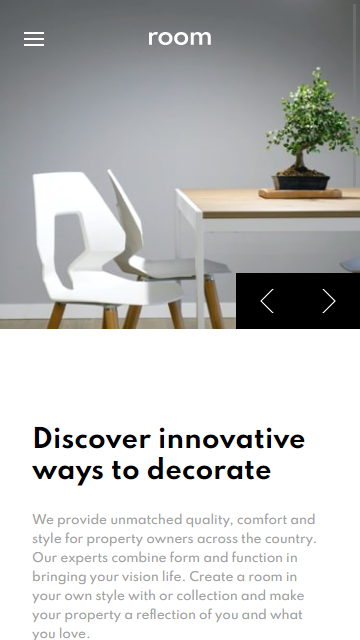 room
Discover innovative
ways to decorate
We provide unmatched quality, comfort and
style for property owners across the country.
Our experts combine form and function in
bringing your vision life. Create a room in
your own style with or collection and make
your property a reflection of you and what
you love.